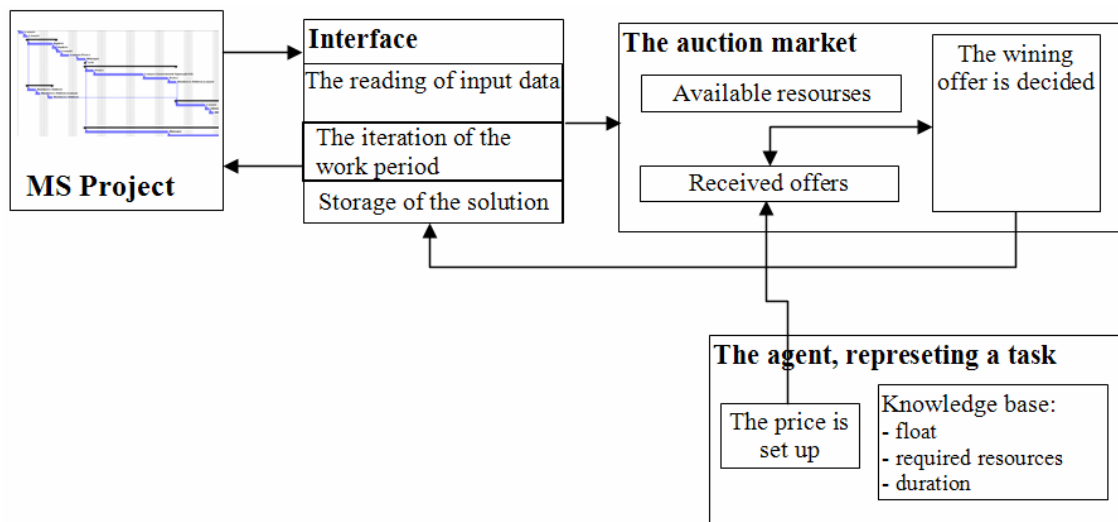 MS Project
Interface
The reading of input data
The iteration of the
work period
Storage of the solution
The auction market
Available resourses
Received offers
The wining
offer is decided
The agent, represeting a task
The price is
set up
Knowledge base:
- float
- required resources
- duration